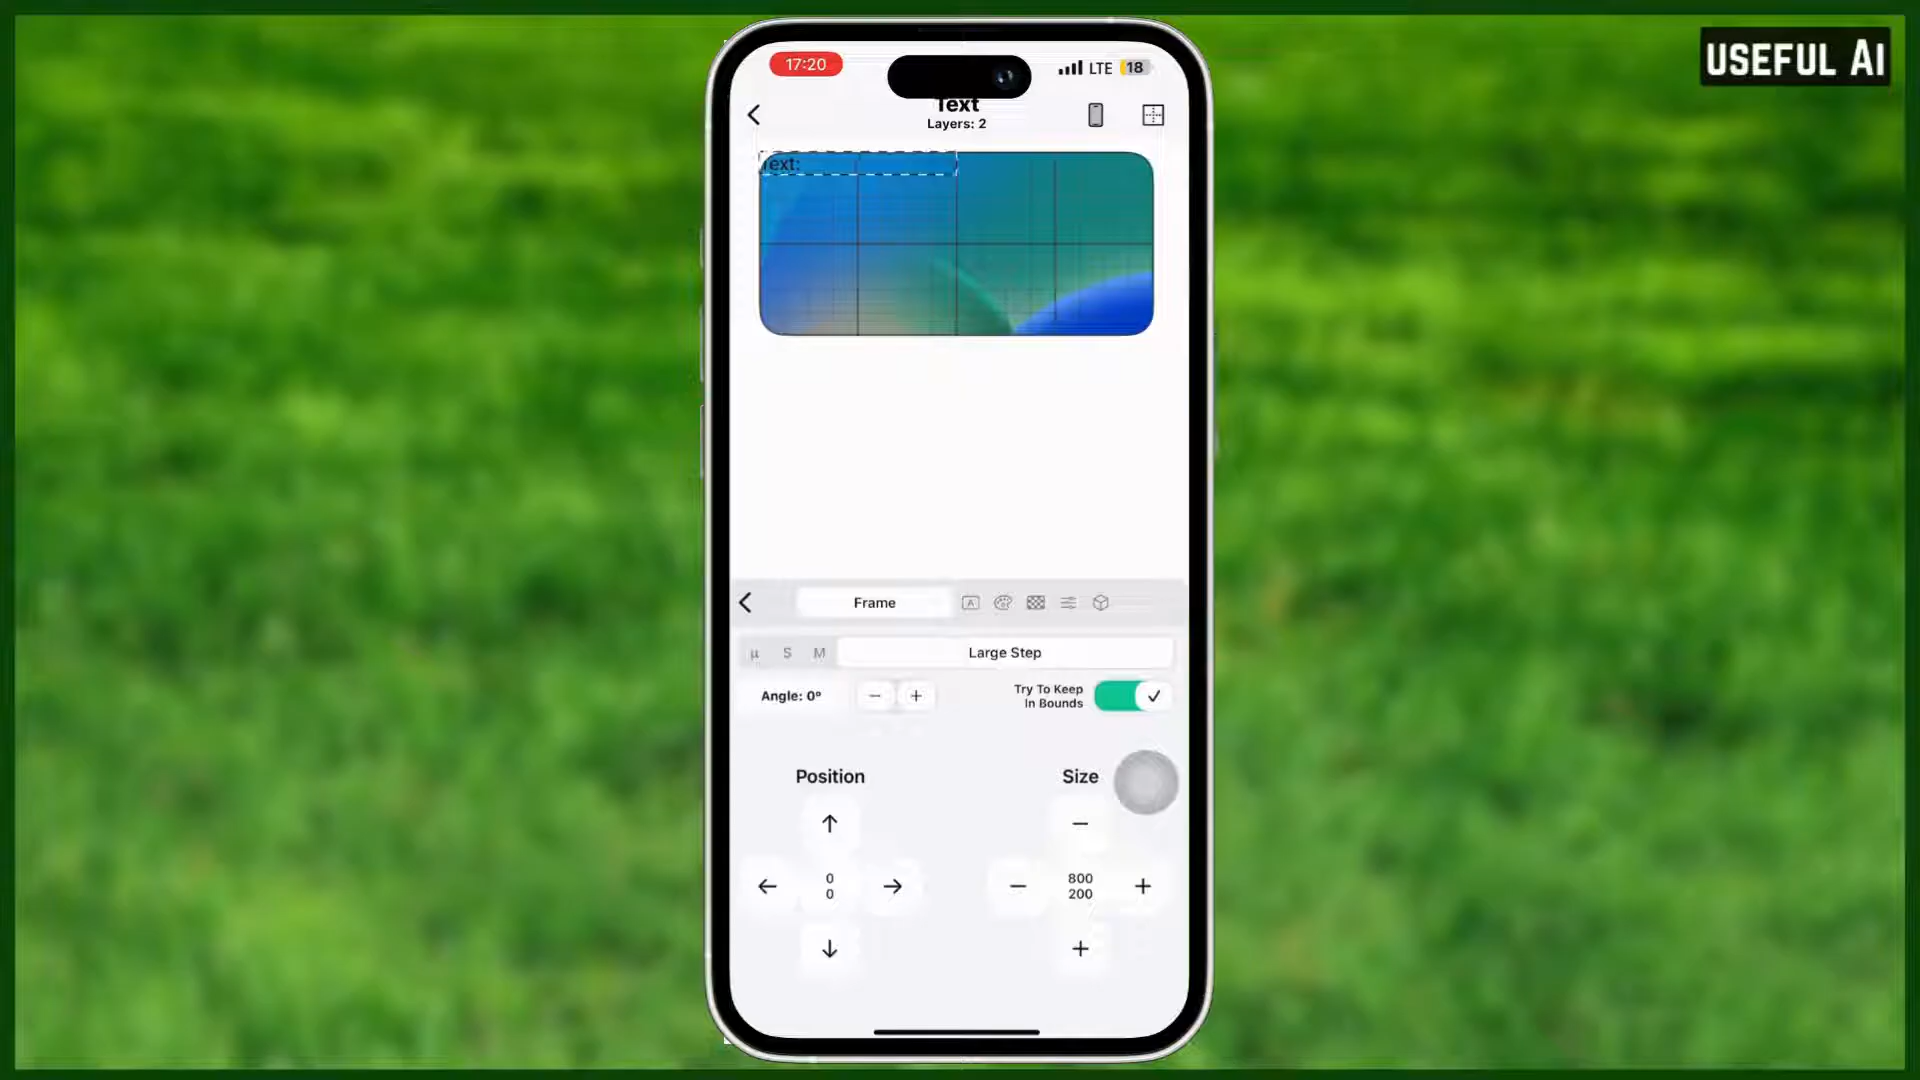 USEFUL AI
17:20
LTE 18
Text
Layers: 2
Text:
Frame
A
µ S M Large Step
Angle: 0° − +
Try To Keep
In Bounds
Position
Size
0
0
800
200